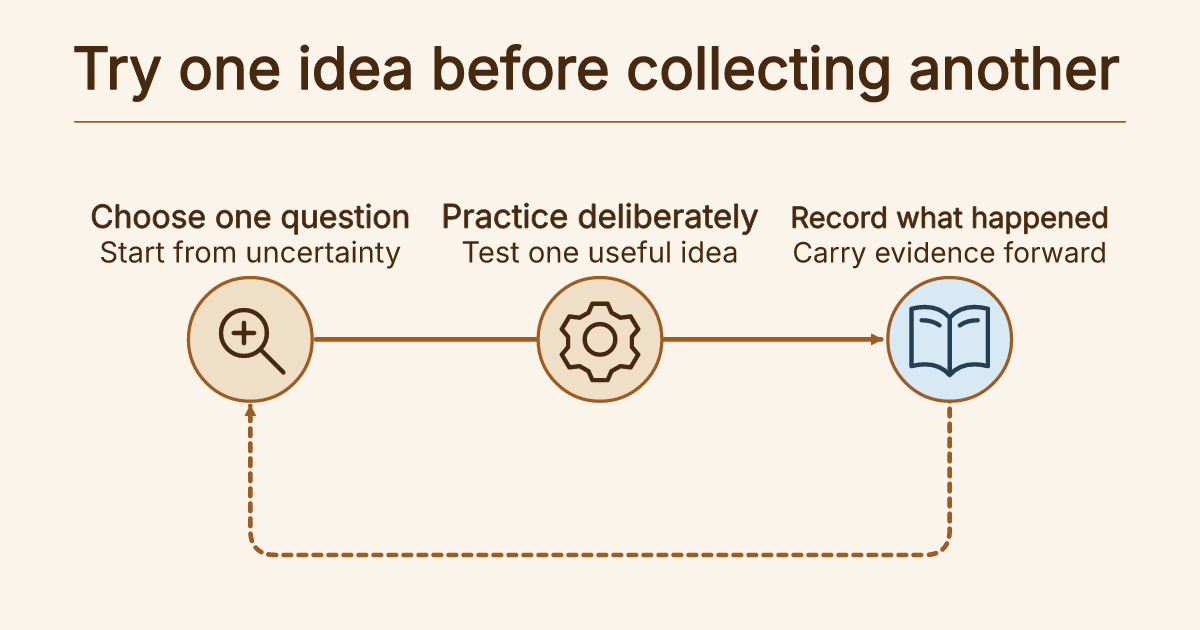 Try one idea before collecting another
Choose one question
Start from uncertainty
Practice deliberately
Test one useful idea
Record what happened
Carry evidence forward